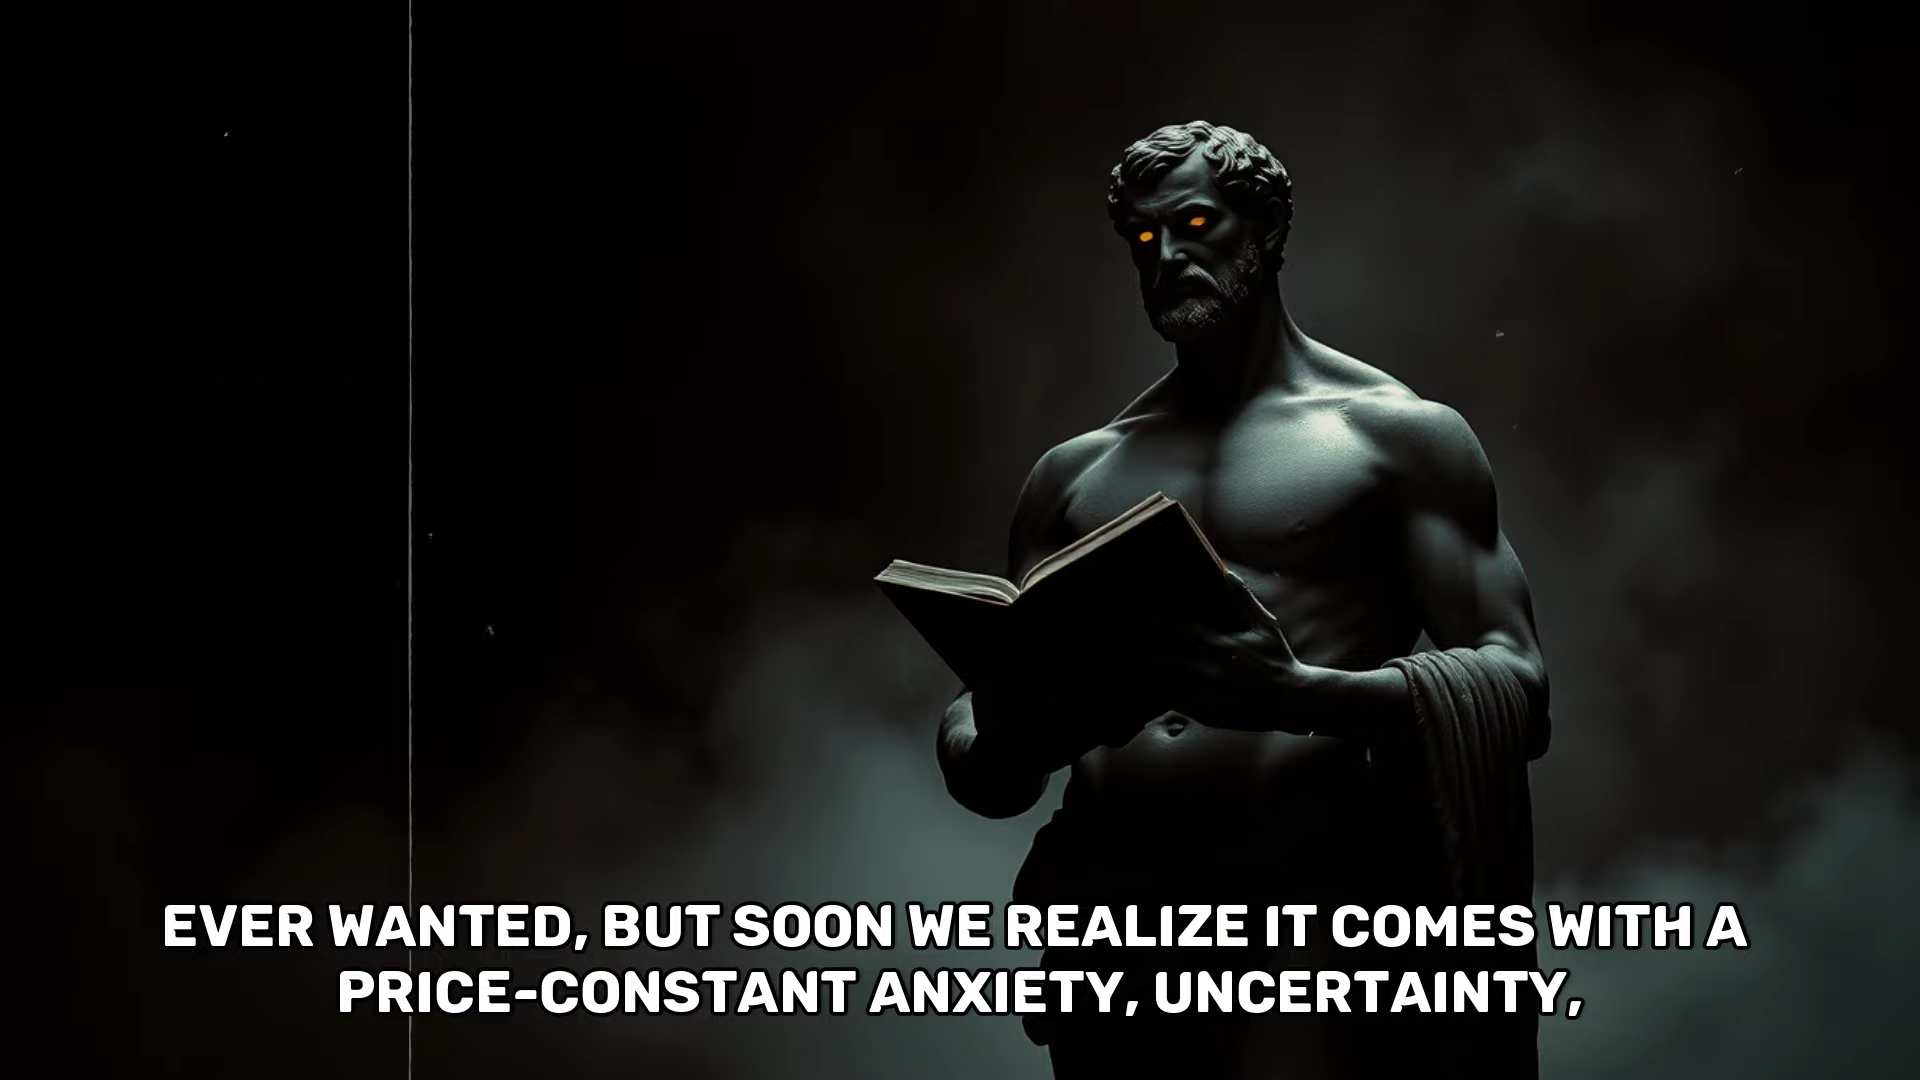 EVER WANTED, BUT SOON WE REALIZE IT COMES WITH A
PRICE-CONSTANT ANXIETY, UNCERTAINTY,